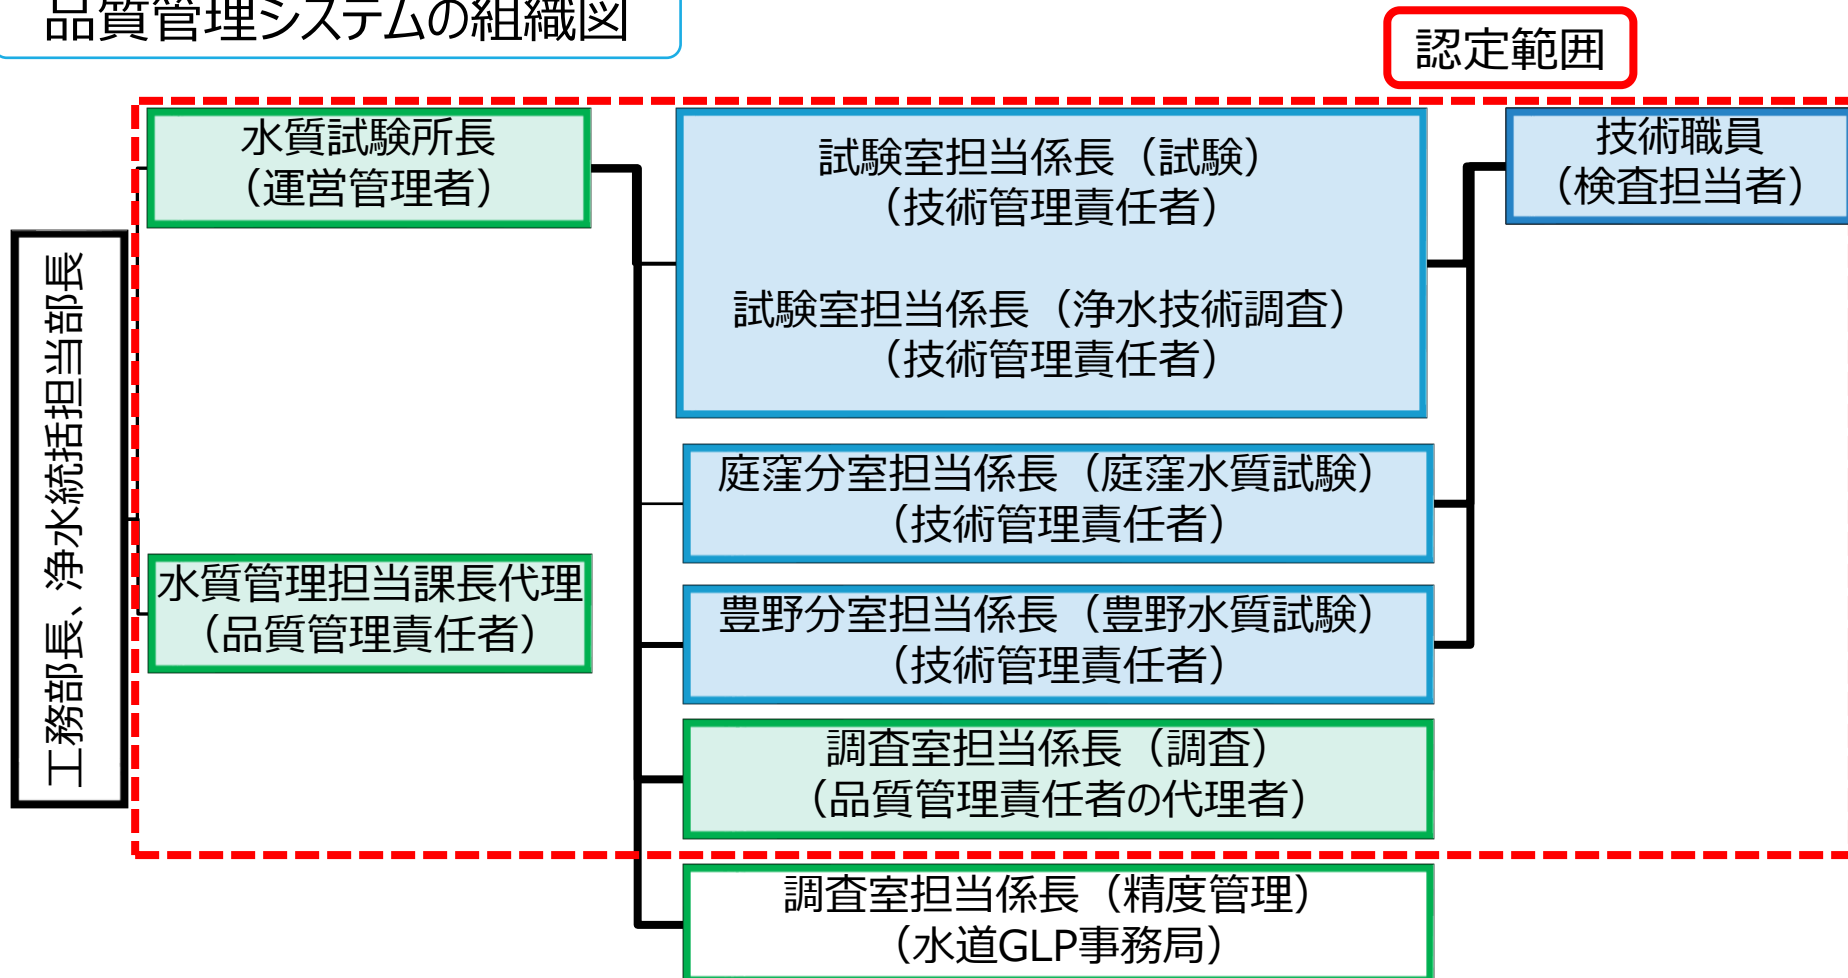 品質管理システムの組織図
認定範囲
工務部長、浄水統括担当部長
水質試験所長
（運営管理者）
水質管理担当課長代理
（品質管理責任者）
試験室担当係長（試験）
（技術管理責任者）
試験室担当係長（浄水技術調査）
（技術管理責任者）
庭窪分室担当係長（庭窪水質試験）
（技術管理責任者）
豊野分室担当係長（豊野水質試験）
（技術管理責任者）
調査室担当係長（調査）
（品質管理責任者の代理者）
調査室担当係長（精度管理）
（水道GLP事務局）
技術職員
（検査担当者）